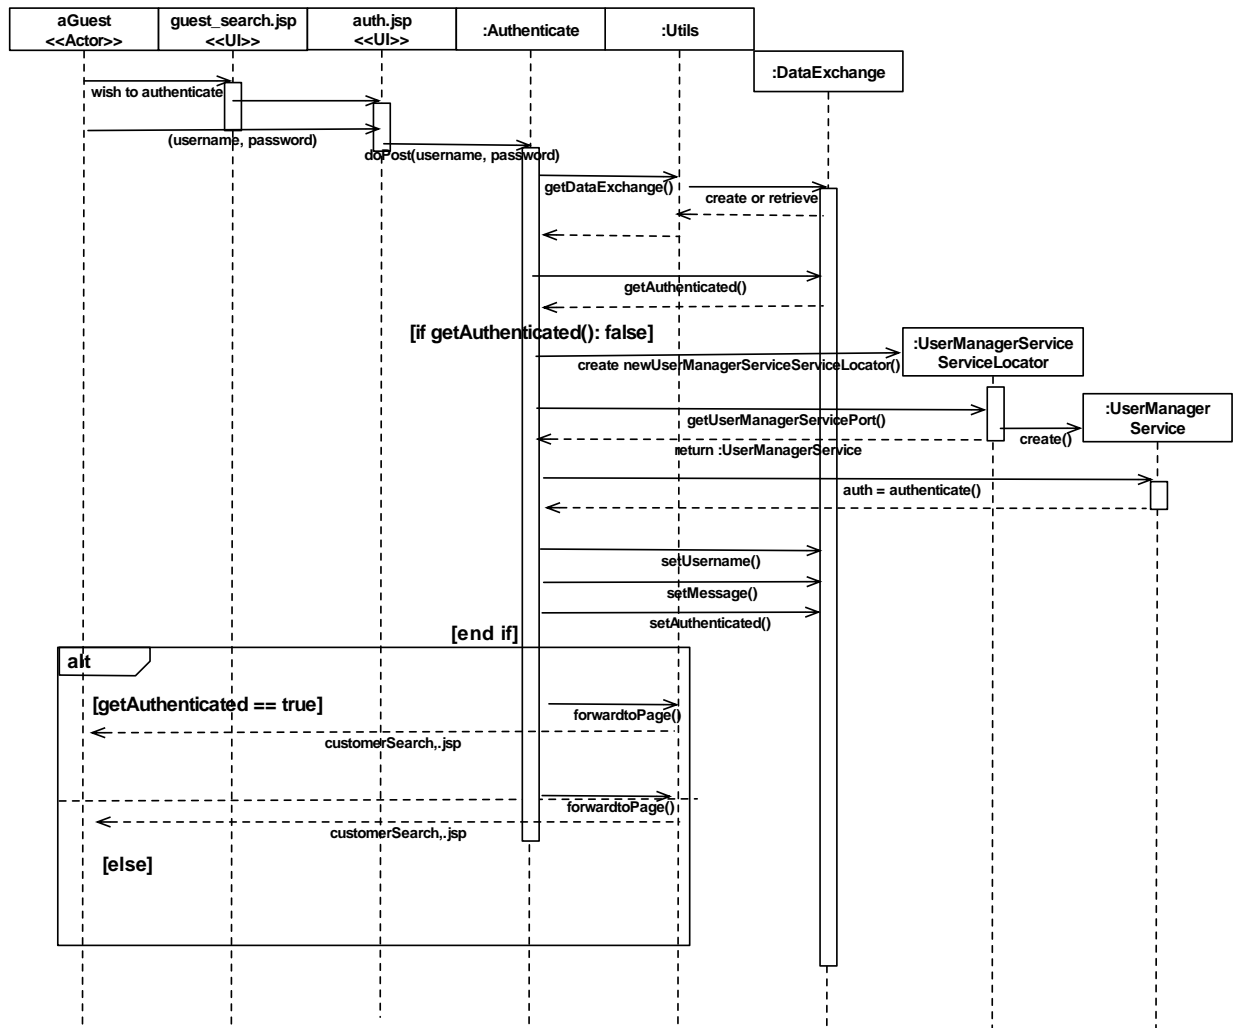 aGuest
<<Actor>>
guest_search.jsp
<<UI>>
auth.jsp
<<UI>>
:Authenticate
:Utils
:DataExchange
wish to authenticate
(username, password)
doPost(username, password)
getDataExchange()
create or retrieve
getAuthenticated()
[if getAuthenticated(): false]
:UserManagerService
ServiceLocator
create newUserManagerServiceServiceLocator()
:UserManager
Service
getUserManagerServicePort()
create()
return :UserManagerService
auth = authenticate()
setUsername()
setMessage()
setAuthenticated()
[end if]
alt
[getAuthenticated == true]
forwardtoPage()
customerSearch,.jsp
forwardtoPage()
customerSearch,.jsp
[else]